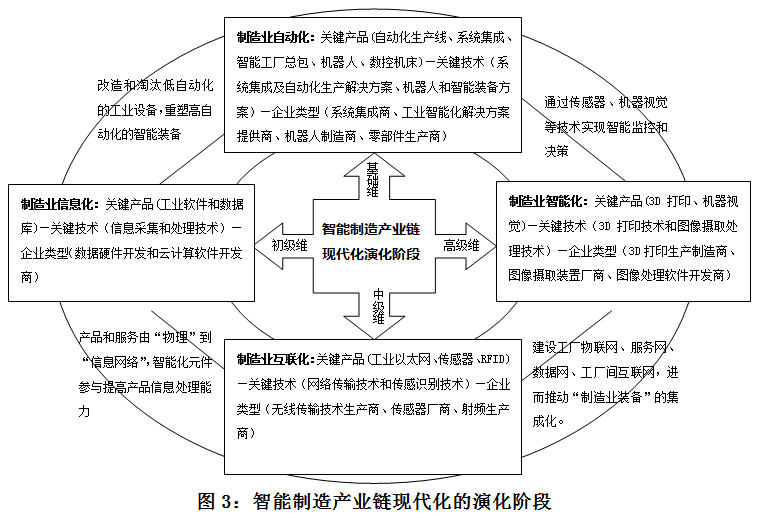 制造业自动化：关键产品(自动化生产线、系统集成、
智能工厂总包、机器人、数控机床)—关键技术（系
统集成及自动化生产解决方案、机器人和智能装备方
案）—企业类型（系统集成商、工业智能化解决方案
提供商、机器人制造商、零部件生产商）
改造和淘汰低自动化
的工业设备，重塑高自
动化的智能装备
通过传感器、机器视觉
等技术实现智能监控和
决策
基础维
制造业信息化：关键产品(工业软件和数据
库)—关键技术（信息采集和处理技术）—
企业类型(数据硬件开发和云计算软件开发
商）
初级维
智能制造产业链
现代化演化阶段
高级维
制造业智能化：关键产品(3D 打印、机器视
觉)—关键技术（3D 打印技术和图像摄取处
理技术）—企业类型（3D打印生产制造商、
图像摄取装置厂商、图像处理软件开发商）
中级维
产品和服务由“物理”到
“信息网络”，智能化元件
参与提高产品信息处理能
力
制造业互联化：关键产品(工业以太网、传感器、RFID)
—关键技术（网络传输技术和传感识别技术）—企业
类型（无线传输技术生产商、传感器厂商、射频生产
商）
建设工厂物联网、服务网、
数据网、工厂间互联网，进
而推动“制造业装备”的集
成化。
图 3：智能制造产业链现代化的演化阶段